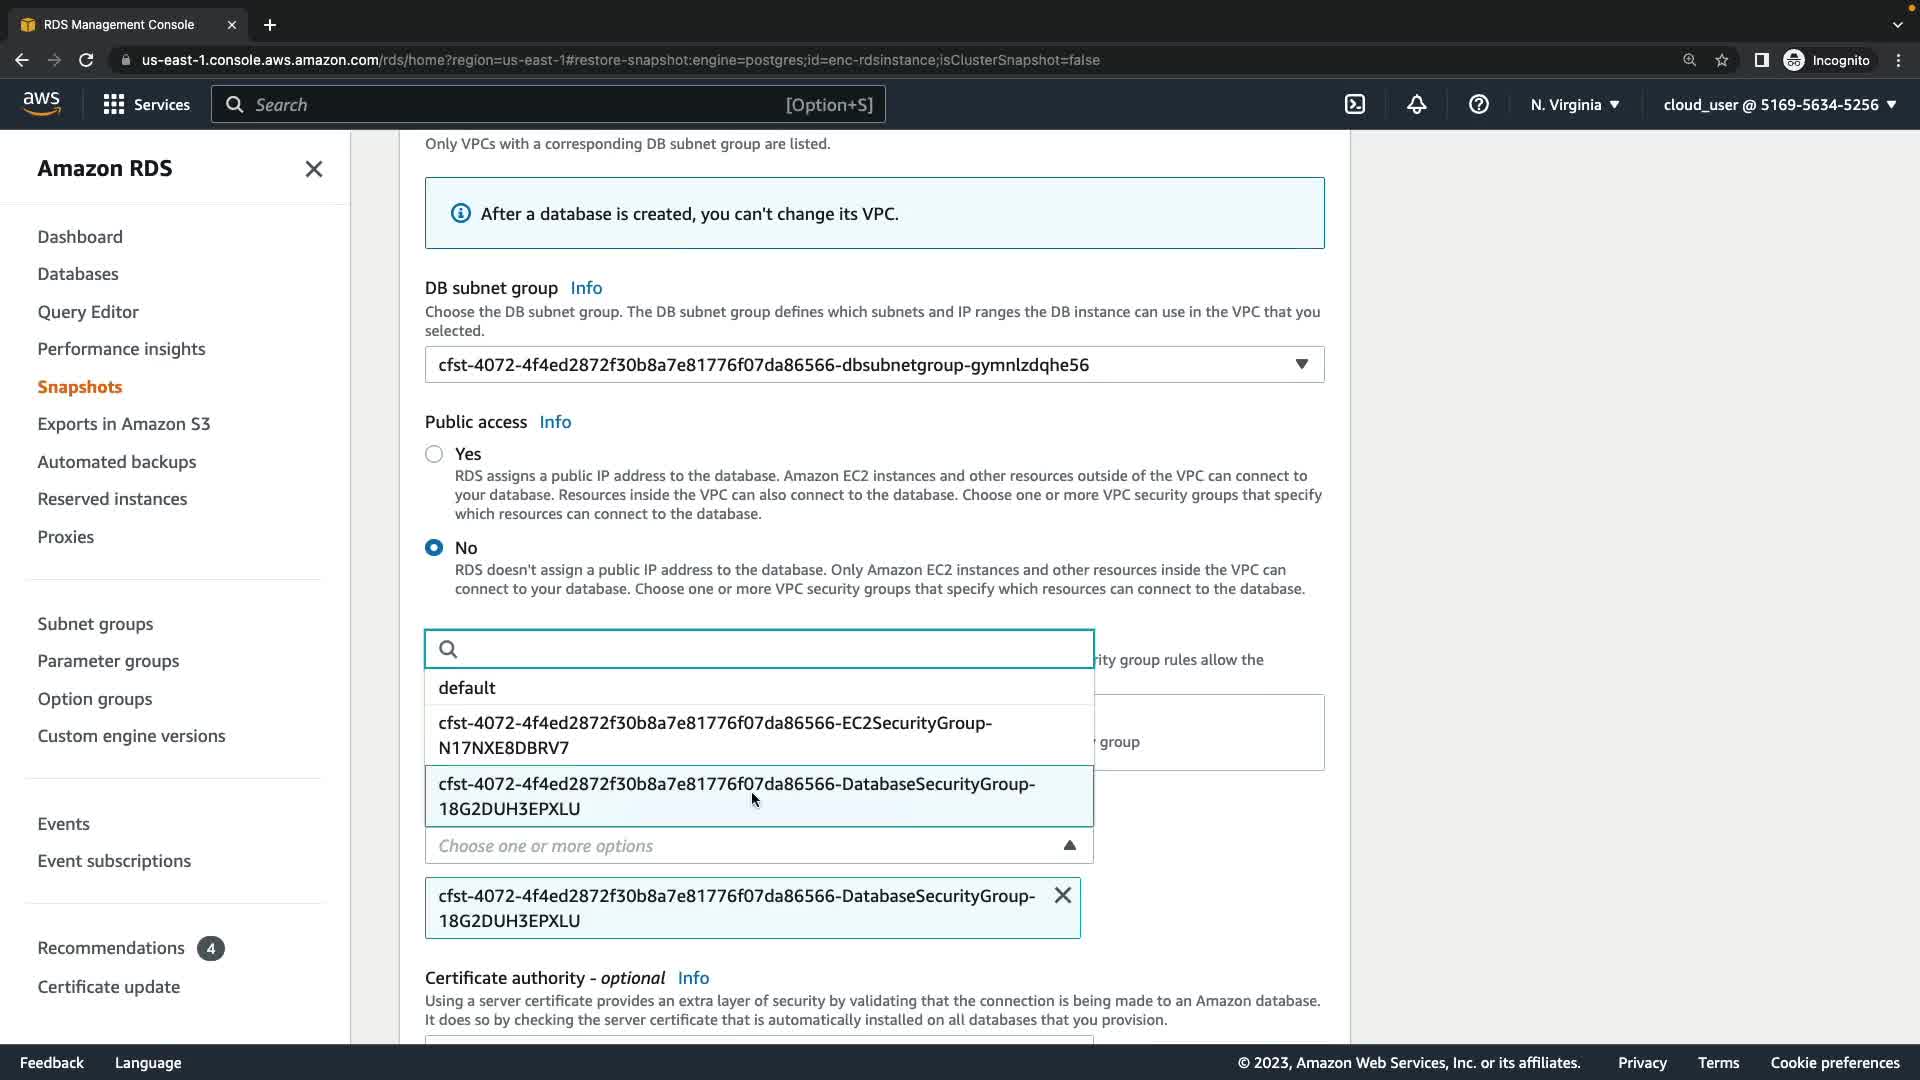 RDS Management Console
us-east-1.console.aws.amazon.com/rds/home?region=us-east-1#restore-snapshot:engine=postgres;id=enc-rdsinstance;isClusterSnapshot=false
Incognito
aws
Services
Search
[Option+S]
N. Virginia
cloud_user @ 5169-5634-5256
Amazon RDS
Dashboard
Databases
Query Editor
Performance insights
Snapshots
Exports in Amazon S3
Automated backups
Reserved instances
Proxies
Subnet groups
Parameter groups
Option groups
Custom engine versions
Events
Event subscriptions
Recommendations 4
Certificate update
Only VPCs with a corresponding DB subnet group are listed.
After a database is created, you can't change its VPC.
DB subnet group Info
Choose the DB subnet group. The DB subnet group defines which subnets and IP ranges the DB instance can use in the VPC that you
selected.
cfst-4072-4f4ed2872f30b8a7e81776f07da86566-dbsubnetgroup-gymnlzdqhe56
Public access Info
Yes
RDS assigns a public IP address to the database. Amazon EC2 instances and other resources outside of the VPC can connect to
your database. Resources inside the VPC can also connect to the database. Choose one or more VPC security groups that specify
which resources can connect to the database.
No
RDS doesn't assign a public IP address to the database. Only Amazon EC2 instances and other resources inside the VPC can
connect to your database. Choose one or more VPC security groups that specify which resources can connect to the database.
rity group rules allow the
default
cfst-4072-4f4ed2872f30b8a7e81776f07da86566-EC2SecurityGroup-
N17NXE8DBRV7
group
cfst-4072-4f4ed2872f30b8a7e81776f07da86566-DatabaseSecurityGroup-
18G2DUH3EPXLU
Choose one or more options
cfst-4072-4f4ed2872f30b8a7e81776f07da86566-DatabaseSecurityGroup-
18G2DUH3EPXLU
Certificate authority - optional Info
Using a server certificate provides an extra layer of security by validating that the connection is being made to an Amazon database.
It does so by checking the server certificate that is automatically installed on all databases that you provision.
Feedback
Language
© 2023, Amazon Web Services, Inc. or its affiliates.
Privacy
Terms
Cookie preferences